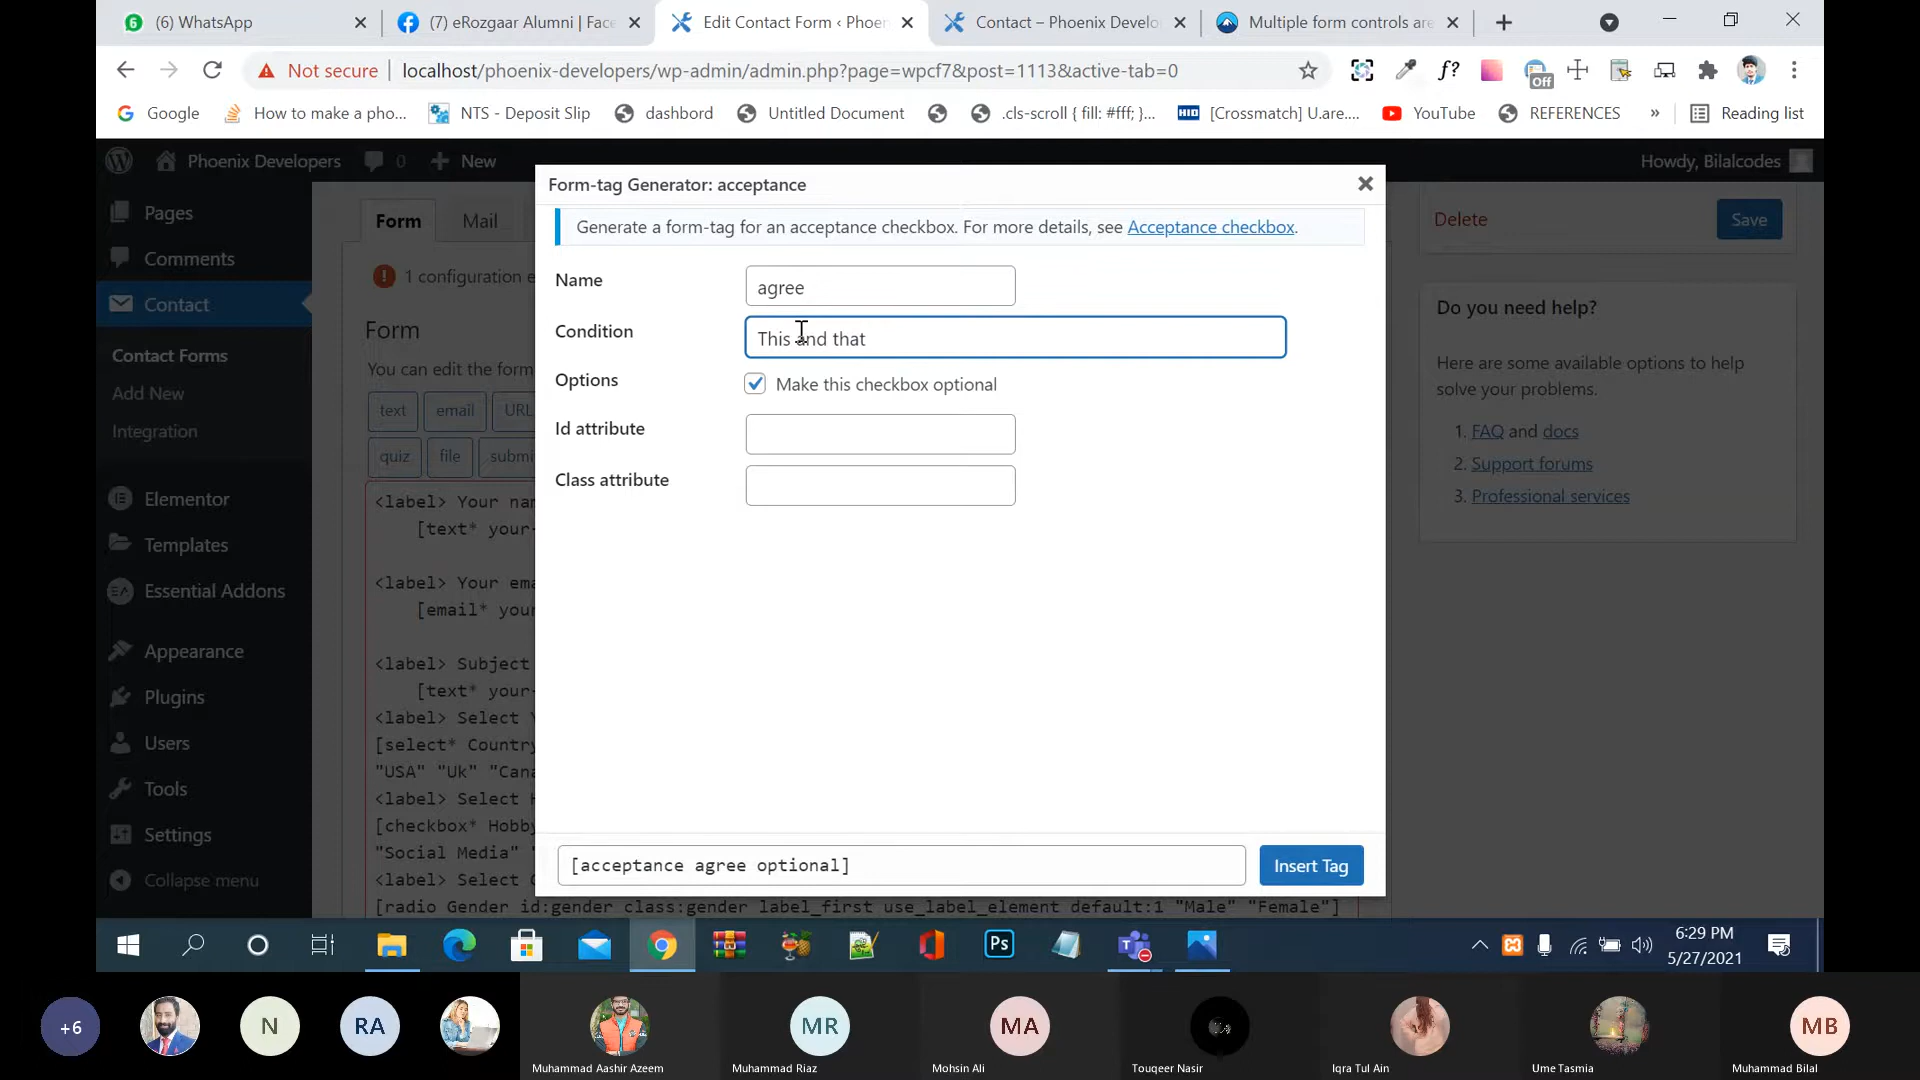 (6) WhatsApp
(7) eRozgaar Alumni | Face
Edit Contact Form ‹ Phoen
Contact – Phoenix Develo
Multiple form controls are
Not secure
localhost/phoenix-developers/wp-admin/admin.php?page=wpcf7&post=1113&active-tab=0
f?
Off
Google
How to make a pho...
NTS - Deposit Slip
dashbord
Untitled Document
.cls-scroll { fill: #fff; }...
HID
[Crossmatch] U.are....
YouTube
REFERENCES
»
Reading list
Phoenix Developers
0
New
Howdy, Bilalcodes
Pages
Comments
Contact
Contact Forms
Add New
Integration
Elementor
Templates
Essential Addons
Appearance
Plugins
Users
Tools
Settings
Collapse menu
Form
Mail
1 configuration e
Form
You can edit the form
text
email
URL
quiz
file
submi
<label> Your nam
[text* your-
<label> Your ema
[email* your
<label> Subject
[text* your-
<label> Select Y
[select* Country
"USA" "Uk" "Cana
<label> Select H
[checkbox* Hobby
"Social Media" "
<label> Select G
[radio Gender id:gender class:gender label_first use_label_element default:1 "Male" "Female"]
Form-tag Generator: acceptance
Generate a form-tag for an acceptance checkbox. For more details, see Acceptance checkbox.
Name
agree
Condition
This and that
Options
Make this checkbox optional
Id attribute
Class attribute
[acceptance agree optional]
Insert Tag
Delete
Save
Do you need help?
Here are some available options to help
solve your problems.
1. FAQ and docs
2. Support forums
3. Professional services
Ps
6:29 PM
5/27/2021
+6
N
RA
MR
MA
MB
Muhammad Aashir Azeem
Muhammad Riaz
Mohsin Ali
Touqeer Nasir
Iqra Tul Ain
Ume Tasmia
Muhammad Bilal